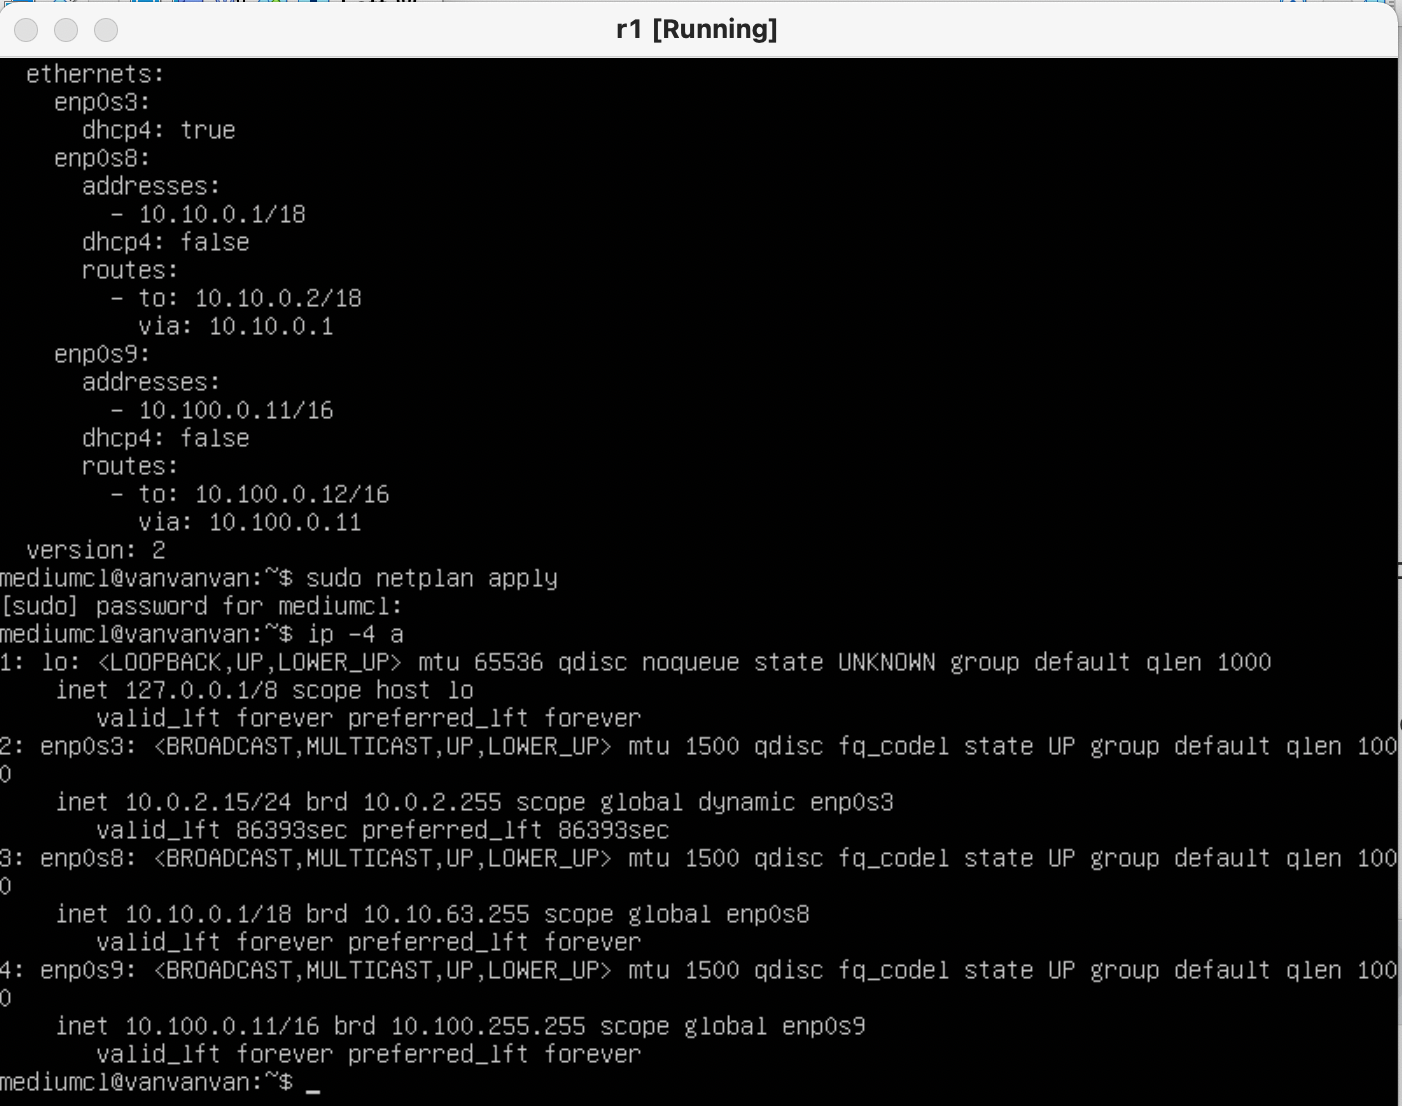 r1 [Running]
ethernets:
enp0s3:
dhcp4: true
enp0s8:
addresses:
- 10.10.0.1/18
dhcp4: false
routes:
- to: 10.10.0.2/18
via: 10.10.0.1
enp0s9:
addresses:
- 10.100.0.11/16
dhcp4: false
routes:
- to: 10.100.0.12/16
via: 10.100.0.11
version: 2
mediumcl@vanvanvan:~$ sudo netplan apply
[sudo] password for mediumcl:
mediumcl@vanvanvan:~$ ip -4 a
1: lo: <LOOPBACK,UP,LOWER_UP> mtu 65536 qdisc noqueue state UNKNOWN group default qlen 1000
inet 127.0.0.1/8 scope host lo
valid_lft forever preferred_lft forever
2: enp0s3: <BROADCAST,MULTICAST,UP,LOWER_UP> mtu 1500 qdisc fq_codel state UP group default qlen 100
0
inet 10.0.2.15/24 brd 10.0.2.255 scope global dynamic enp0s3
valid_lft 86393sec preferred_lft 86393sec
3: enp0s8: <BROADCAST,MULTICAST,UP,LOWER_UP> mtu 1500 qdisc fq_codel state UP group default qlen 100
0
inet 10.10.0.1/18 brd 10.10.63.255 scope global enp0s8
valid_lft forever preferred_lft forever
4: enp0s9: <BROADCAST,MULTICAST,UP,LOWER_UP> mtu 1500 qdisc fq_codel state UP group default qlen 100
0
inet 10.100.0.11/16 brd 10.100.255.255 scope global enp0s9
valid_lft forever preferred_lft forever
mediumcl@vanvanvan:~$ _